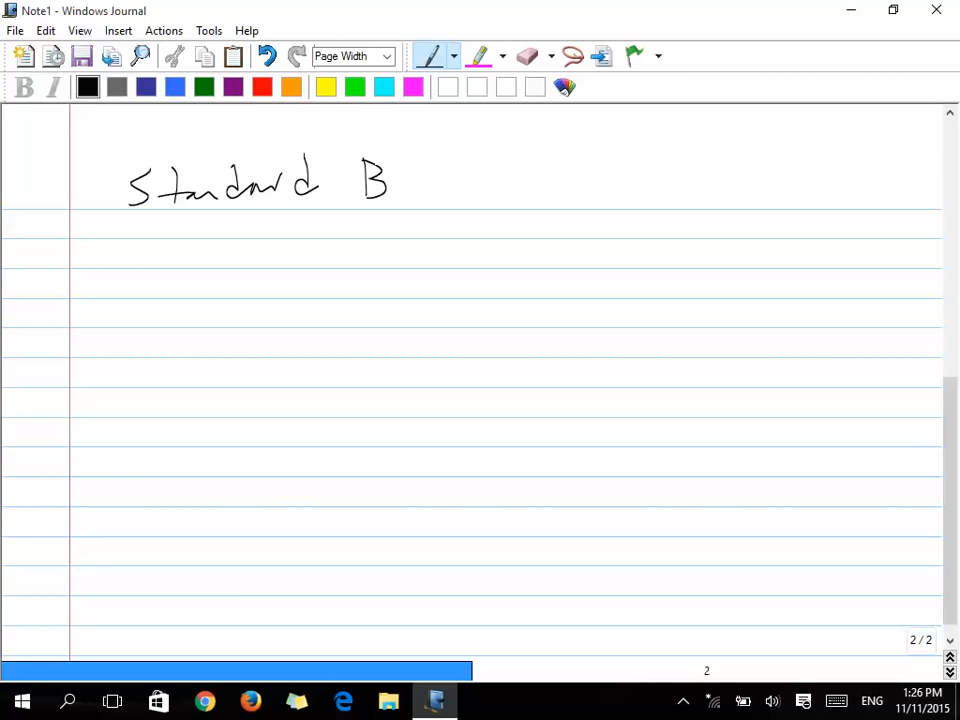 Note1 - Windows Journal
File Edit View Insert Actions Tools Help
Page Width
B I
Standard B
2 / 2
2
ENG
1:26 PM
11/11/2015